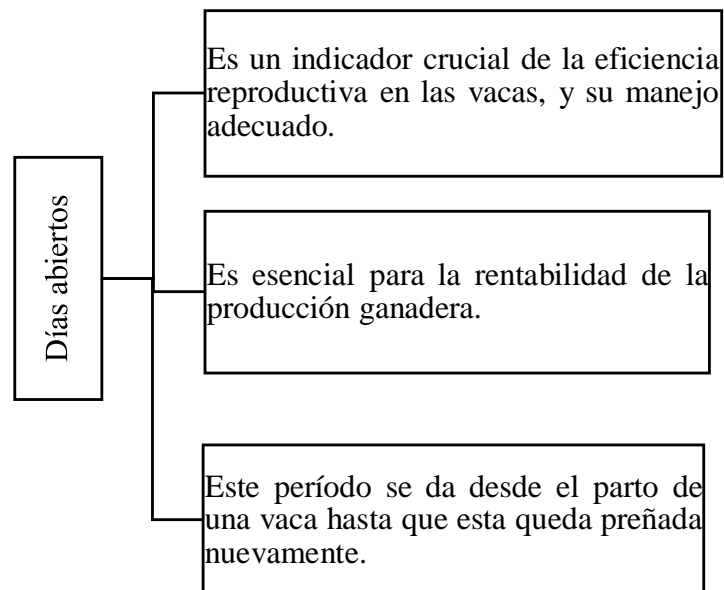 Días abiertos
Es un indicador crucial de la eficiencia
reproductiva en las vacas, y su manejo
adecuado.
Es esencial para la rentabilidad de la
producción ganadera.
Este período se da desde el parto de
una vaca hasta que esta queda preñada
nuevamente.